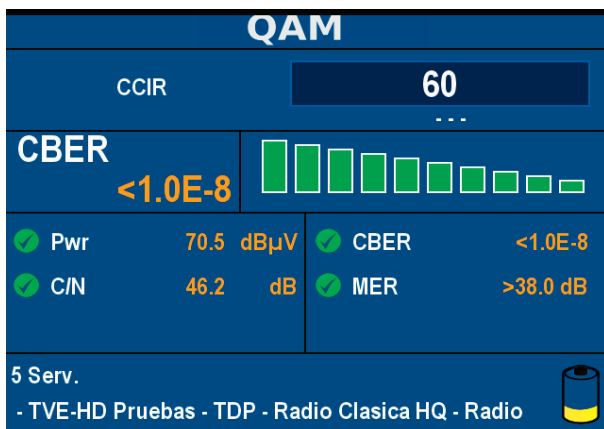 QAM
CCIR 60
- - -
CBER
<1.0E-8
Pwr 70.5 dBµV CBER <1.0E-8
C/N 46.2 dB MER >38.0 dB
5 Serv.
- TVE-HD Pruebas - TDP - Radio Clasica HQ - Radio